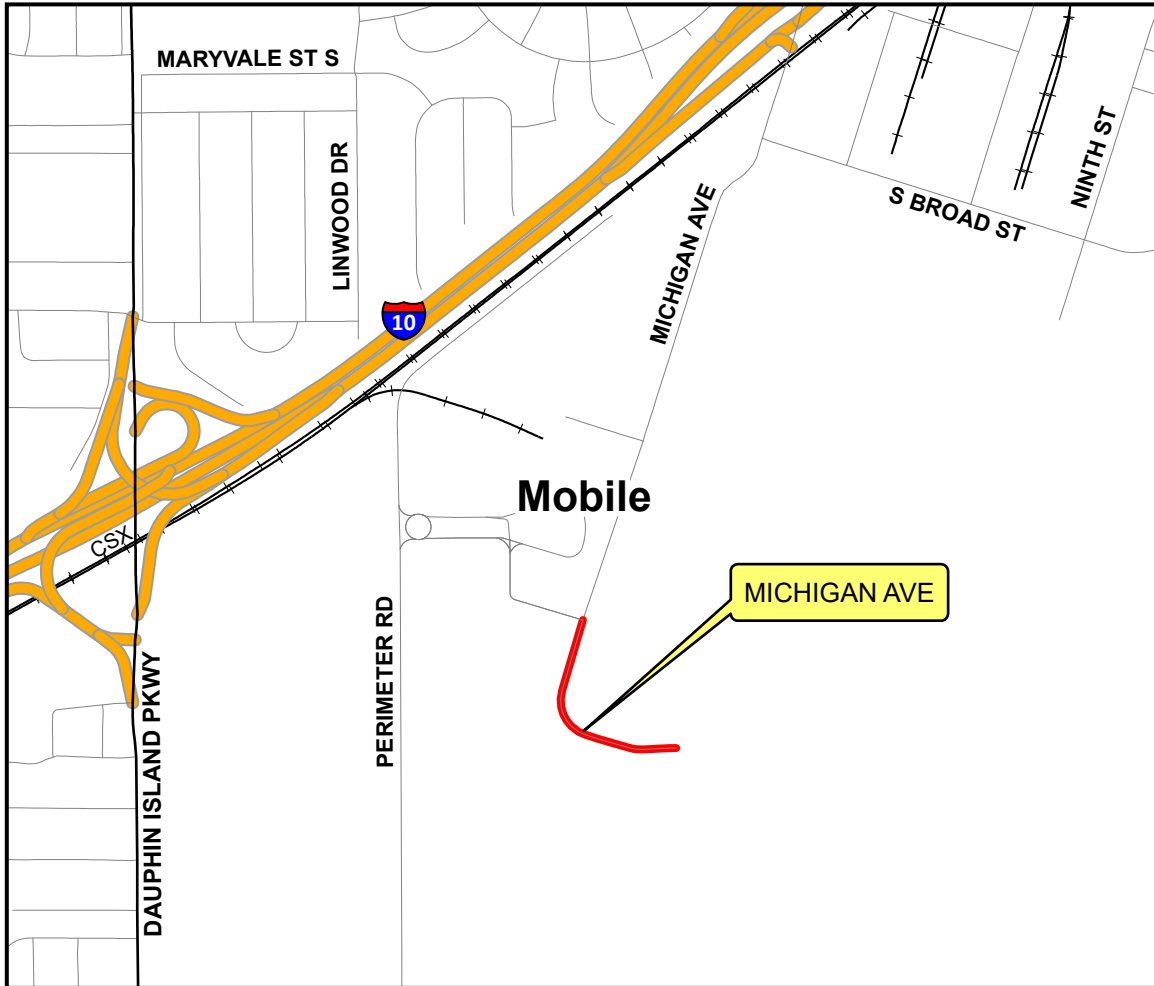 MARYVALE ST S
LINWOOD DR
NINTH ST
S BROAD ST
MICHIGAN AVE
10
Mobile
CSX
MICHIGAN AVE
PERIMETER RD
DAUPHIN ISLAND PKWY